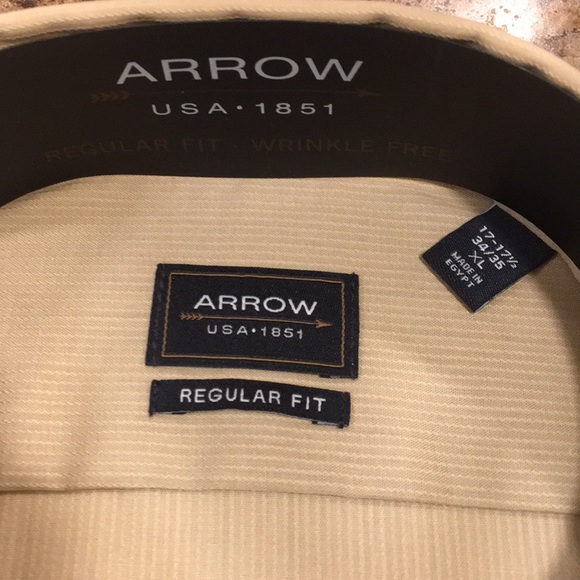 ARROW
USA • 1851
REGULAR FIT • WRINKLE FREE
17-17½
34/35
XL
MADE IN
EGYPT
ARROW
USA • 1851
REGULAR FIT